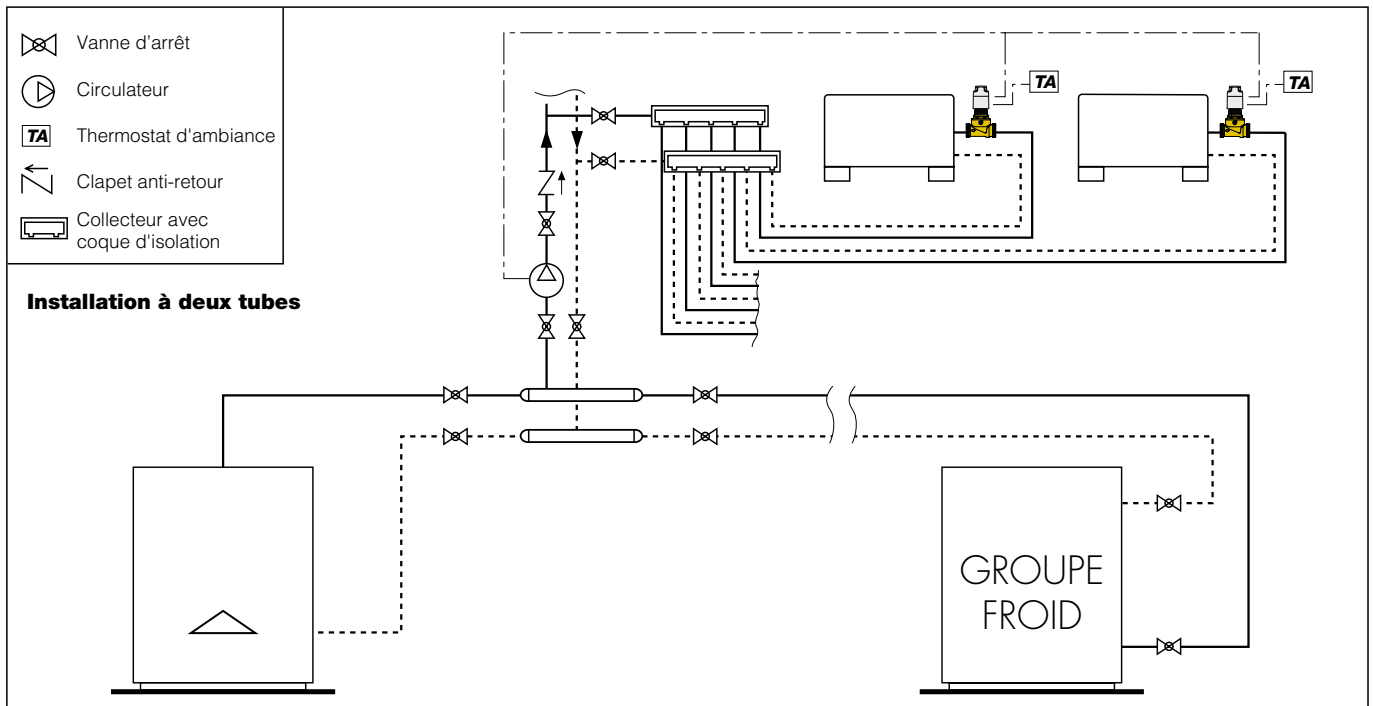 Vanne d'arrêt
Circulateur
TA Thermostat d'ambiance
Clapet anti-retour
Collecteur avec
coque d'isolation
Installation à deux tubes
TA
TA
GROUPE
FROID